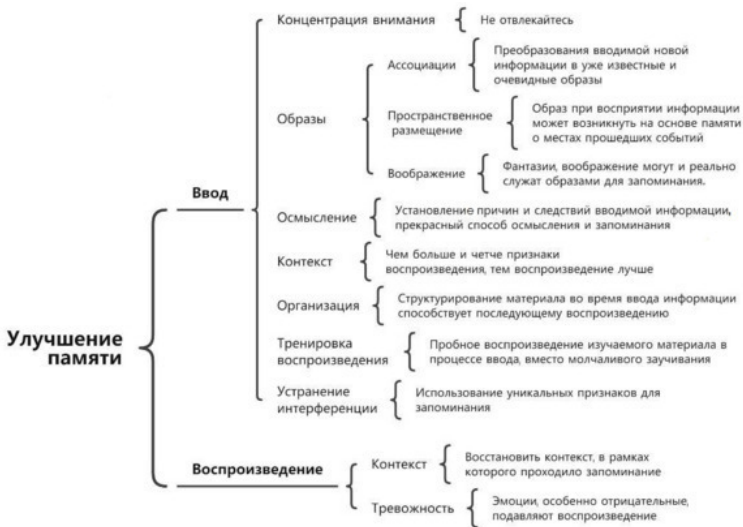 Концентрация внимания
Не отвлекайтесь
Преобразования вводимой новой
информации в уже известные и
очевидные образы
Ассоциации
Образы
Пространственное
размещение
Образ при восприятии информации
может возникнуть на основе памяти
о местах прошедших событий
Воображение
Фантазии, воображение могут и реально
служат образами для запоминания.
Ввод
Осмысление
Установление причин и следствий вводимой информации,
прекрасный способ осмысления и запоминания
Контекст
Чем больше и четче признаки
воспроизведения, тем воспроизведение лучше
Организация
Структурирование материала во время ввода информации
способствует последующему воспроизведению
Улучшение
памяти
Тренировка
воспроизведения
Пробное воспроизведение изучаемого материала в
процессе ввода, вместо молчаливого заучивания
Устранение
интерференции
Использование уникальных признаков для
запоминания
Воспроизведение
Контекст
Восстановить контекст, в рамках
которого проходило запоминание
Тревожность
Эмоции, особенно отрицательные,
подавляют воспроизведение